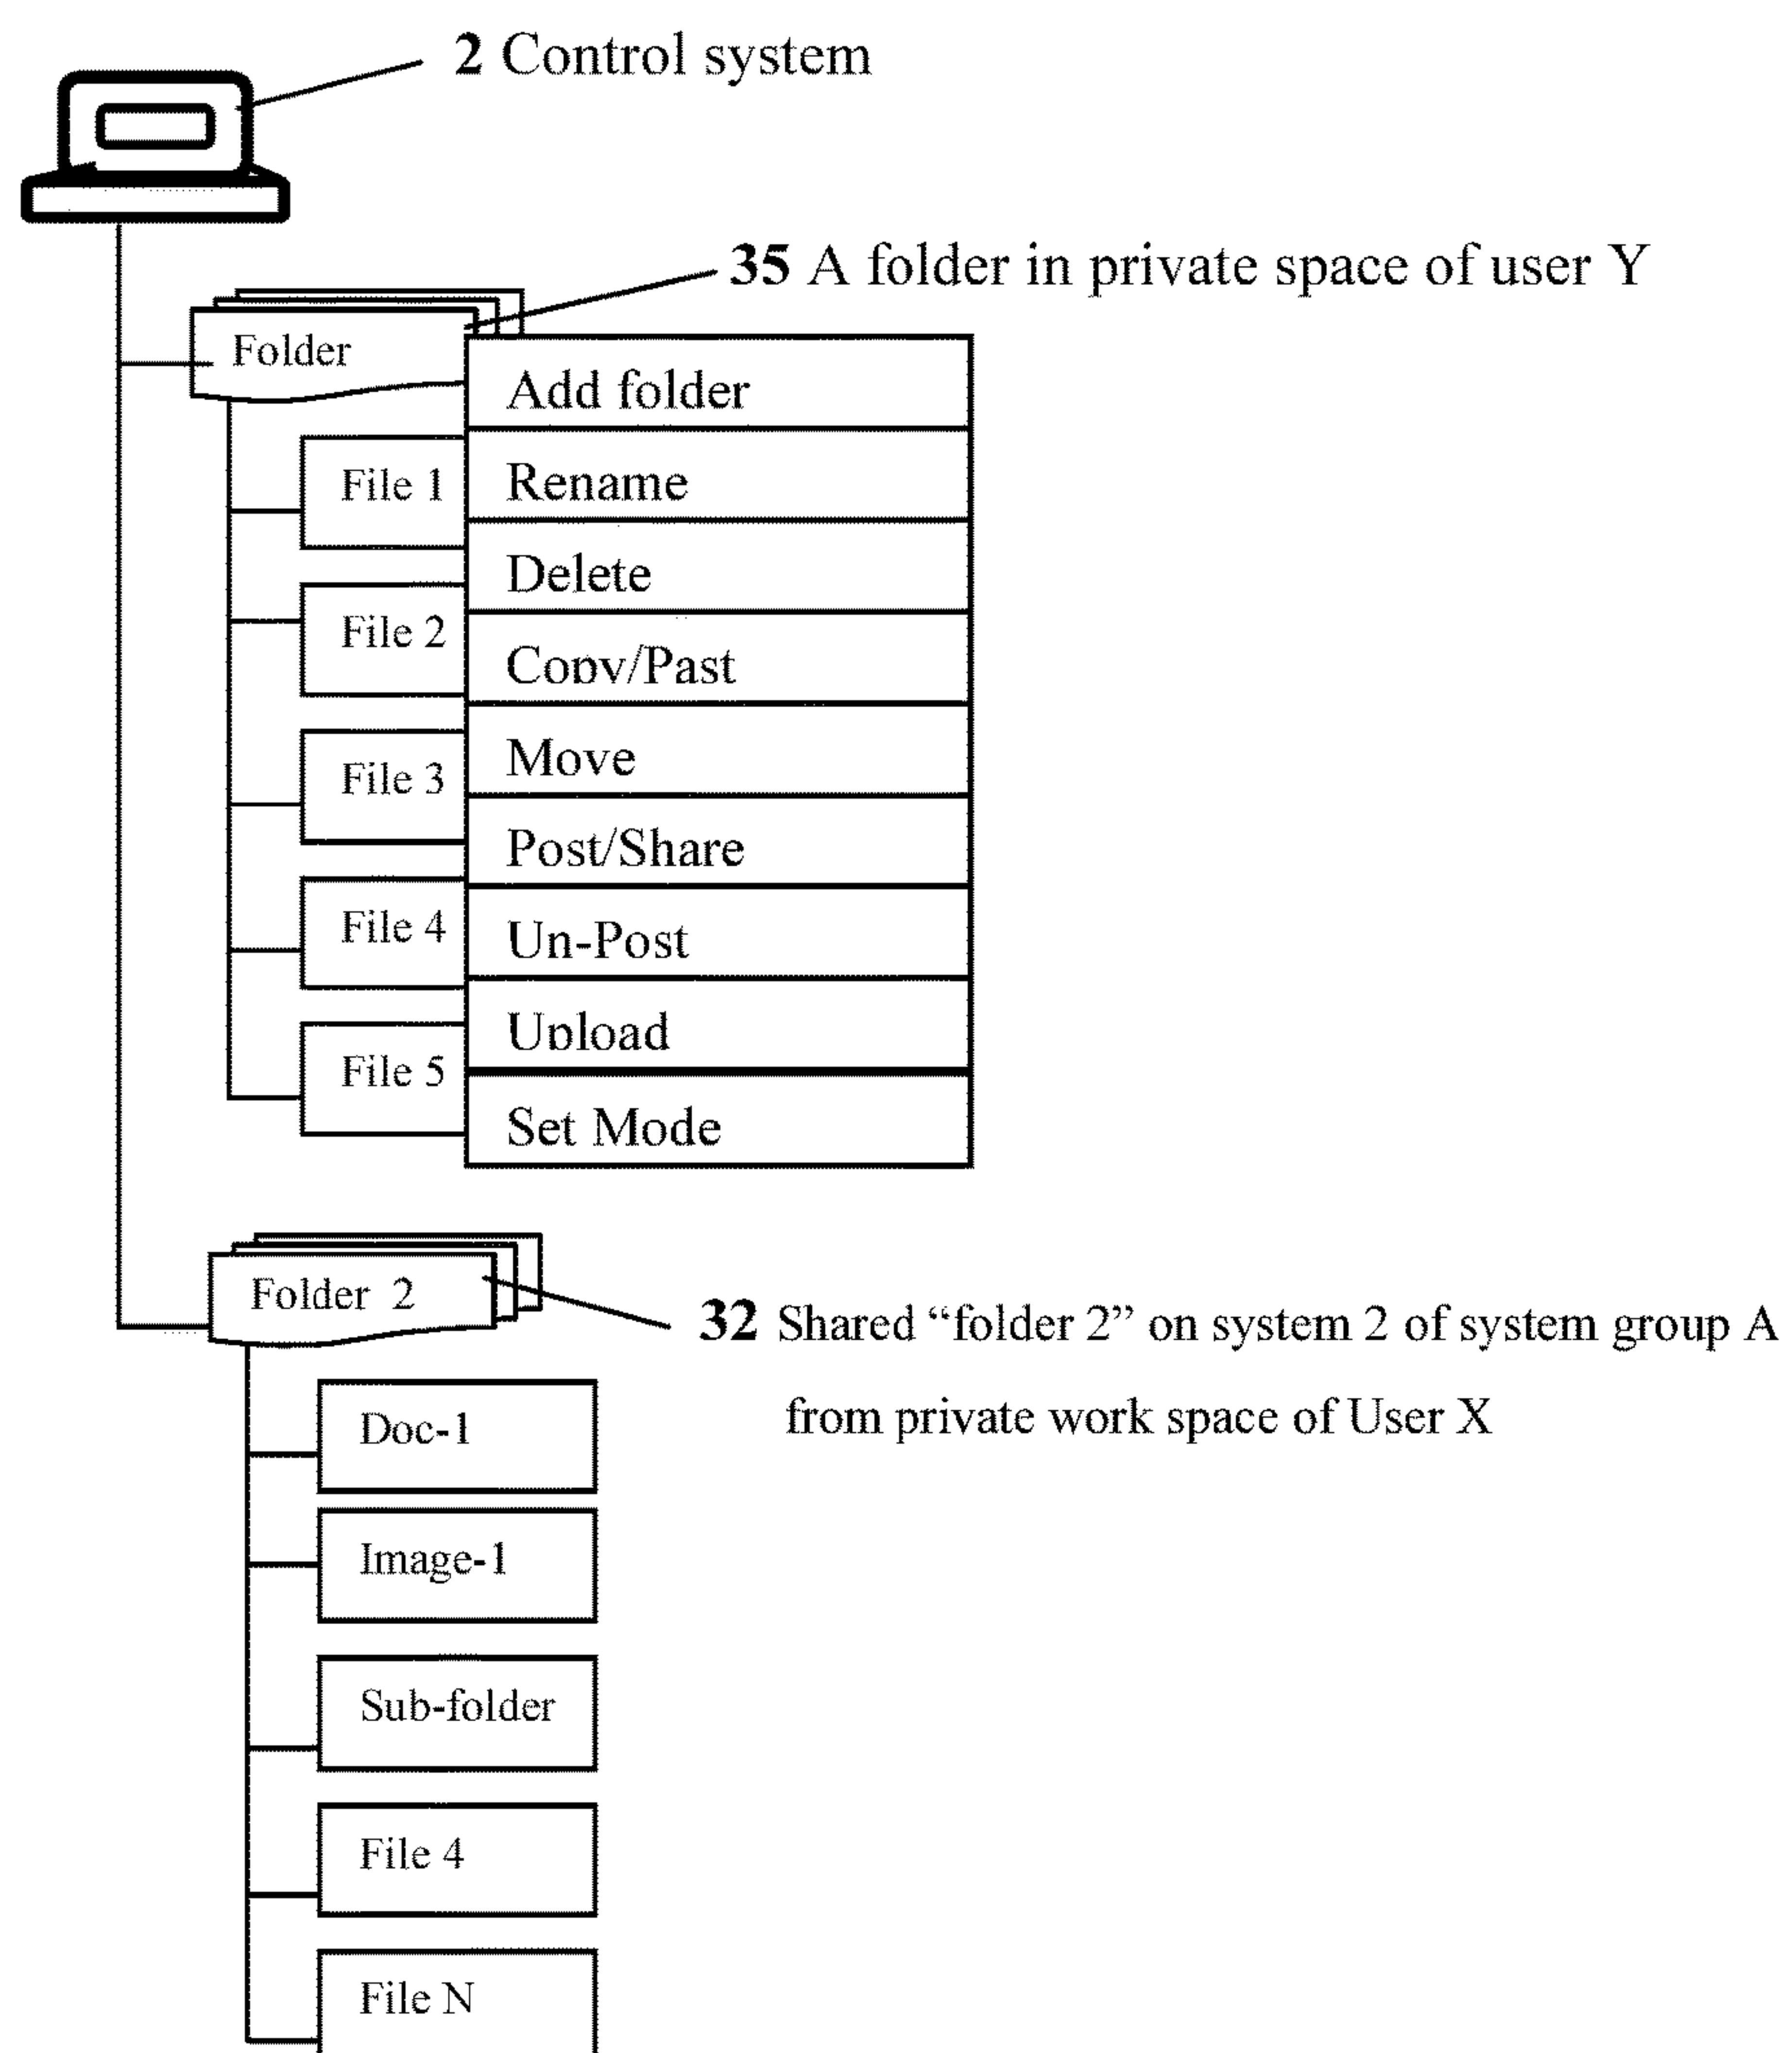 2 Control system
35 A folder in private space of user Y
Folder
Add folder
File 1
Rename
Delete
File 2
Copy/Past
File 3
Move
Post/Share
File 4
Un-Post
Upload
File 5
Set Mode
Folder 2
32 Shared “folder 2” on system 2 of system group A
from private work space of User X
Doc-1
Image-1
Sub-folder
File 4
File N